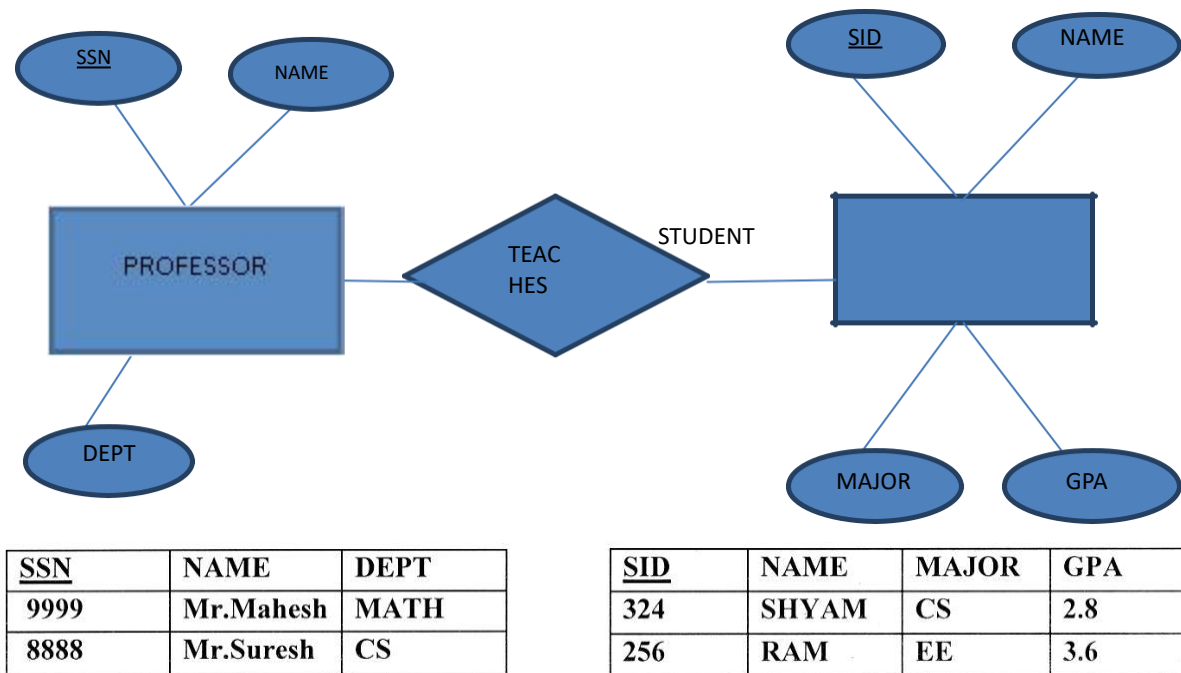 SSN
NAME
SID
NAME
PROFESSOR
TEAC
HES
STUDENT
DEPT
MAJOR
GPA
SSN NAME DEPT
9999 Mr.Mahesh MATH
8888 Mr.Suresh CS
SID NAME MAJOR GPA
324 SHYAM CS 2.8
256 RAM EE 3.6